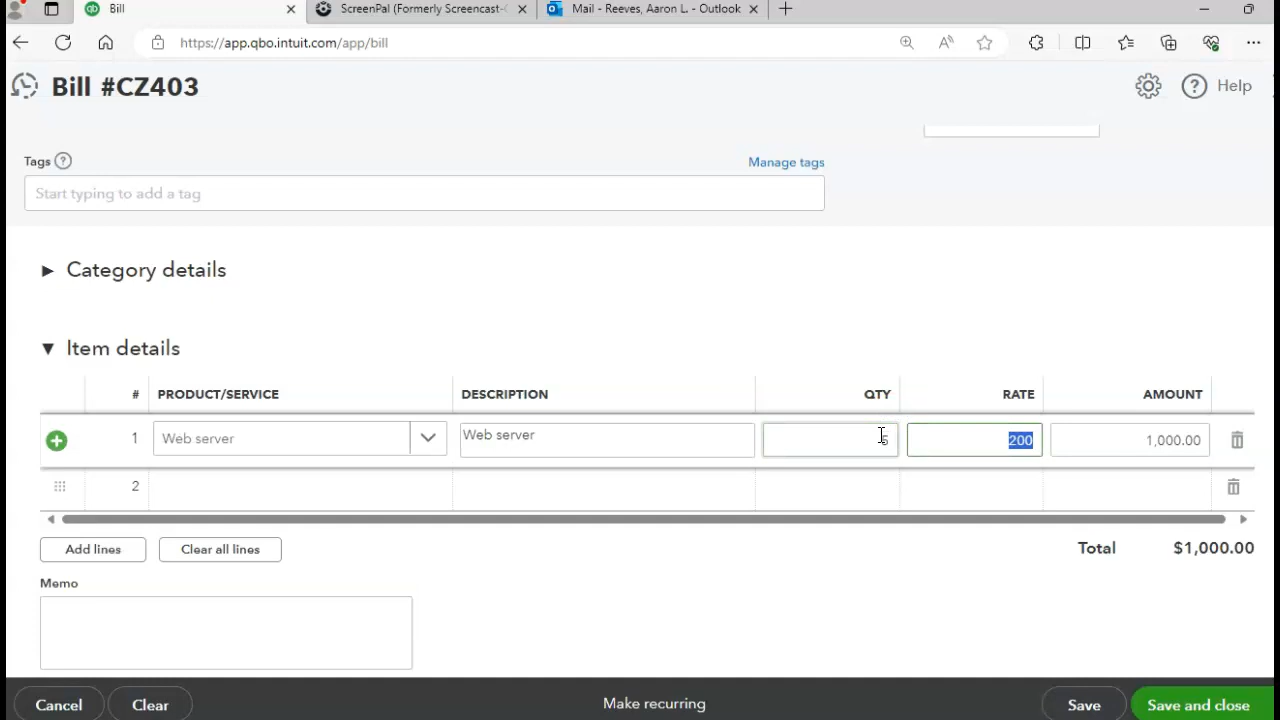 Bill
ScreenPal (Formerly Screencast-
Mail - Reeves, Aaron L. - Outlook
https://app.qbo.intuit.com/app/bill
Bill #CZ403
Help
Tags
Manage tags
Start typing to add a tag
Category details
Item details
# PRODUCT/SERVICE DESCRIPTION QTY RATE AMOUNT
1 Web server Web server 5 200 1,000.00
2
Add lines Clear all lines Total $1,000.00
Memo
Cancel Clear Make recurring Save Save and close